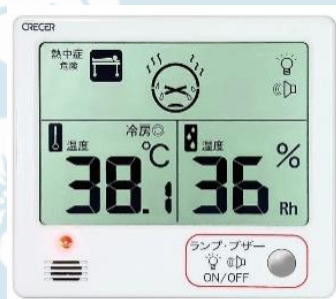 CRECER
熱中症
危険
冷房◎
温度
38.1
℃
湿度
36
%
Rh
ランプ・ブザー
ON/OFF